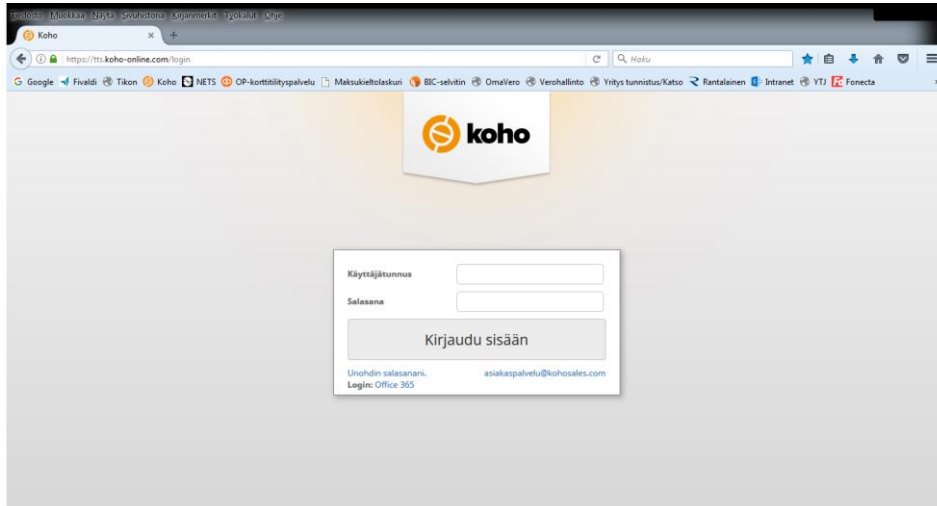 Tiedosto Muokkaa Näytä Sivuhistoria Kirjanmerkit Työkalut Ohje
Koho
https://tts.koho-online.com/login
Haku
Google Fivaldi Tikon Koho NETS OP-korttitilityspalvelu Maksukieltolaskuri BIC-selvitin OmaVero Verohallinto Yritystunnistus/Katso Rantalainen Intranet YTJ Fonecta
koho
Käyttäjätunnus
Salasana
Kirjaudu sisään
Unohdin salasanani. asiakaspalvelu@kohosales.com
Login: Office 365